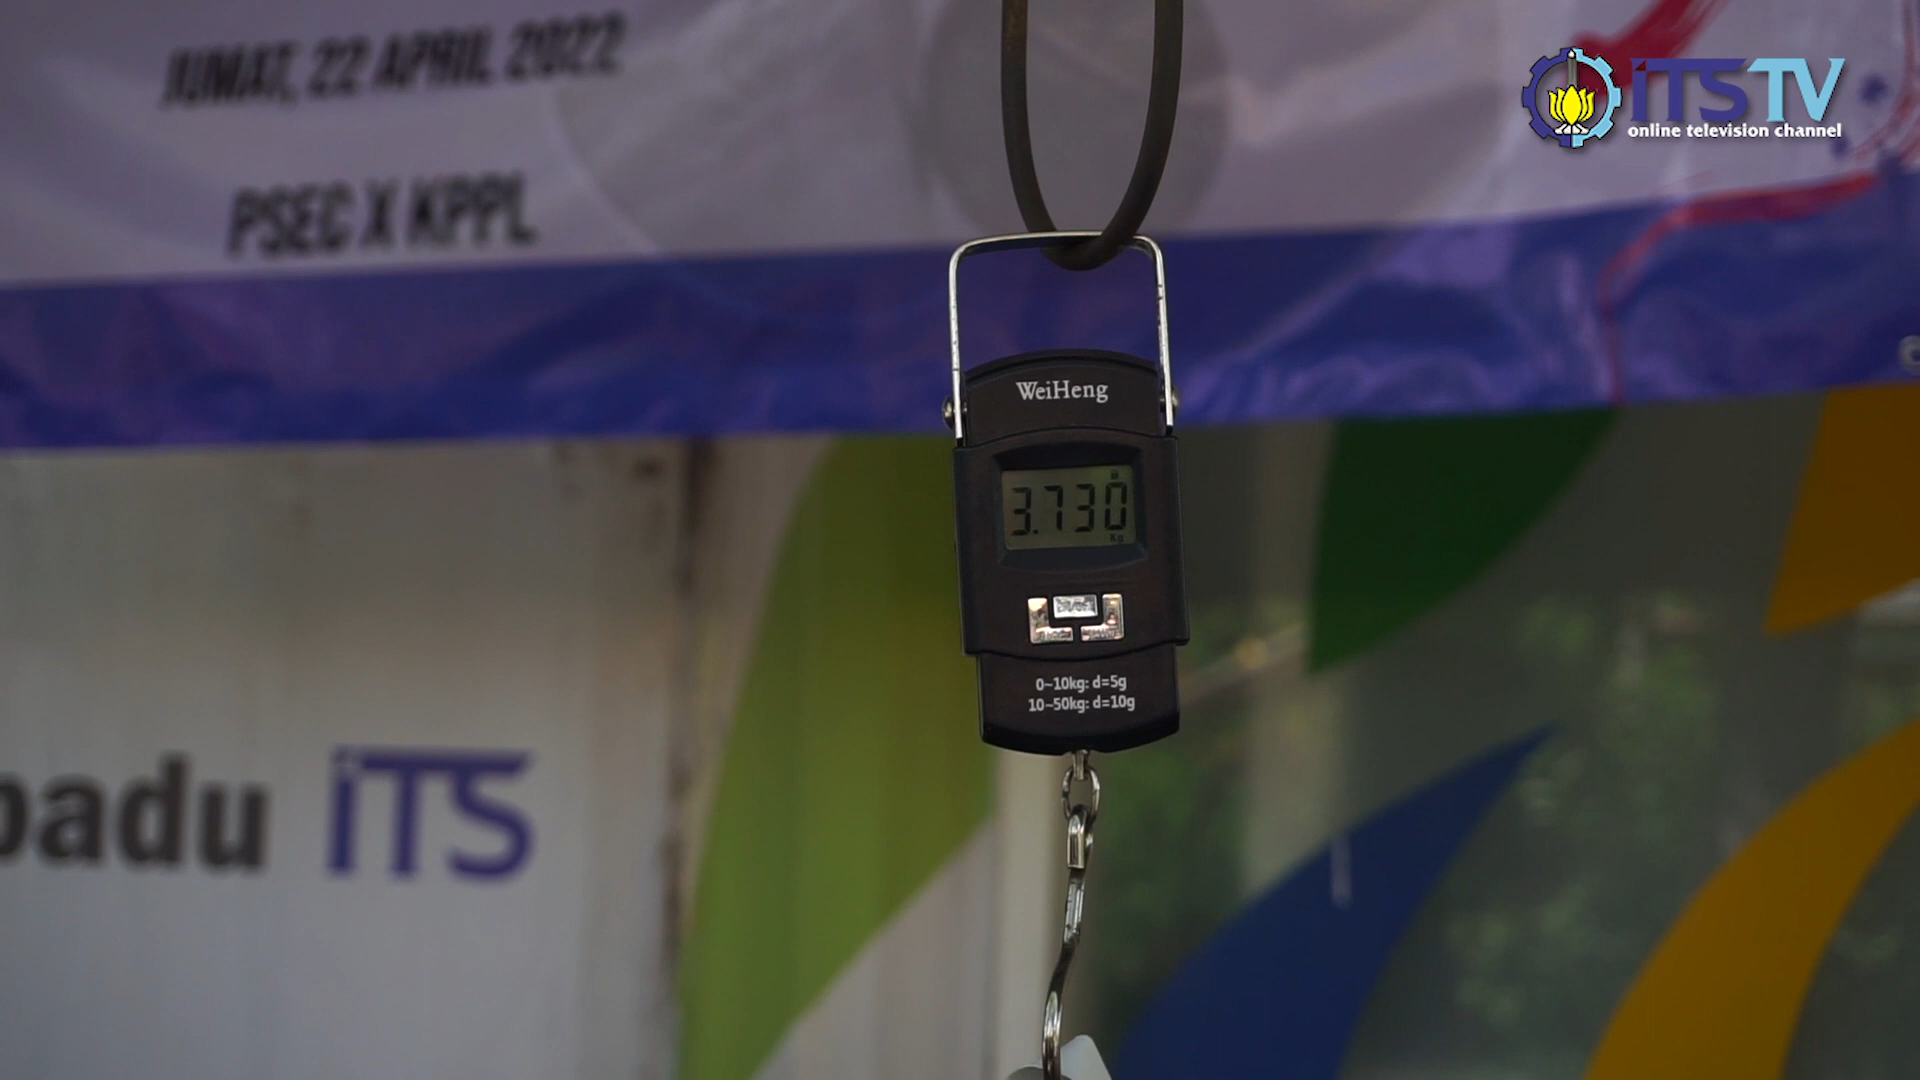 JUMAT, 22 APRIL 2022
PSEC X KPPL
iTS TV
online television channel
WeiHeng
3.730
Kg
0~10kg: d=5g
10~50kg: d=10g
padu iTS